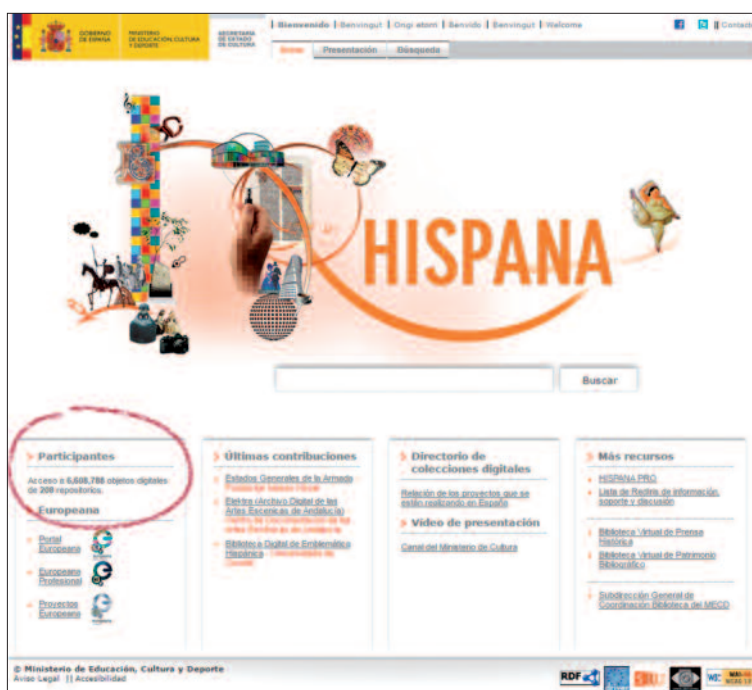 GOBIERNO
DE ESPAÑA
MINISTERIO
DE EDUCACIÓN, CULTURA
Y DEPORTE
SECRETARÍA
DE ESTADO
DE CULTURA
Bienvenido | Benvingut | Ongi etorri | Benvido | Benvingut | Welcome
|| Contacto
Inicio Presentación Búsqueda
HISPANA
Buscar
Participantes
Acceso a 6,608,788 objetos digitales
de 209 repositorios.
Europeana
Portal
Europeana
Europeana
Profesional
Proyectos
Europeana
Últimas contribuciones
Estados Generales de la Armada
Elektra (Archivo Digital de las
Artes Escénicas de Andalucía)
Biblioteca Digital de Emblemática
Hispánica
Directorio de
colecciones digitales
Relación de los proyectos que se
están realizando en España
Vídeo de presentación
Canal del Ministerio de Cultura
Más recursos
HISPANA PRO
Lista de Rediris de información,
soporte y discusión
Biblioteca Virtual de Prensa
Histórica
Biblioteca Virtual de Patrimonio
Bibliográfico
Subdirección General de
Coordinación Biblioteca del MECD
© Ministerio de Educación, Cultura y Deporte
Aviso Legal || Accesibilidad
RDF